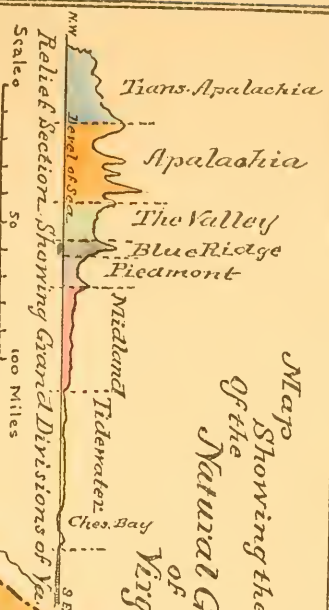 N.W.
Trans. Apalachia
Apalachia
The Valley
Blue Ridge
Piedmont
Midland
Tidewater
Ches. Bay
Level of Sea
Relief Section. Showing Grand Divisions of Va.
Scale 0
50
100 Miles
Map
Showing the
of the
Natural
of